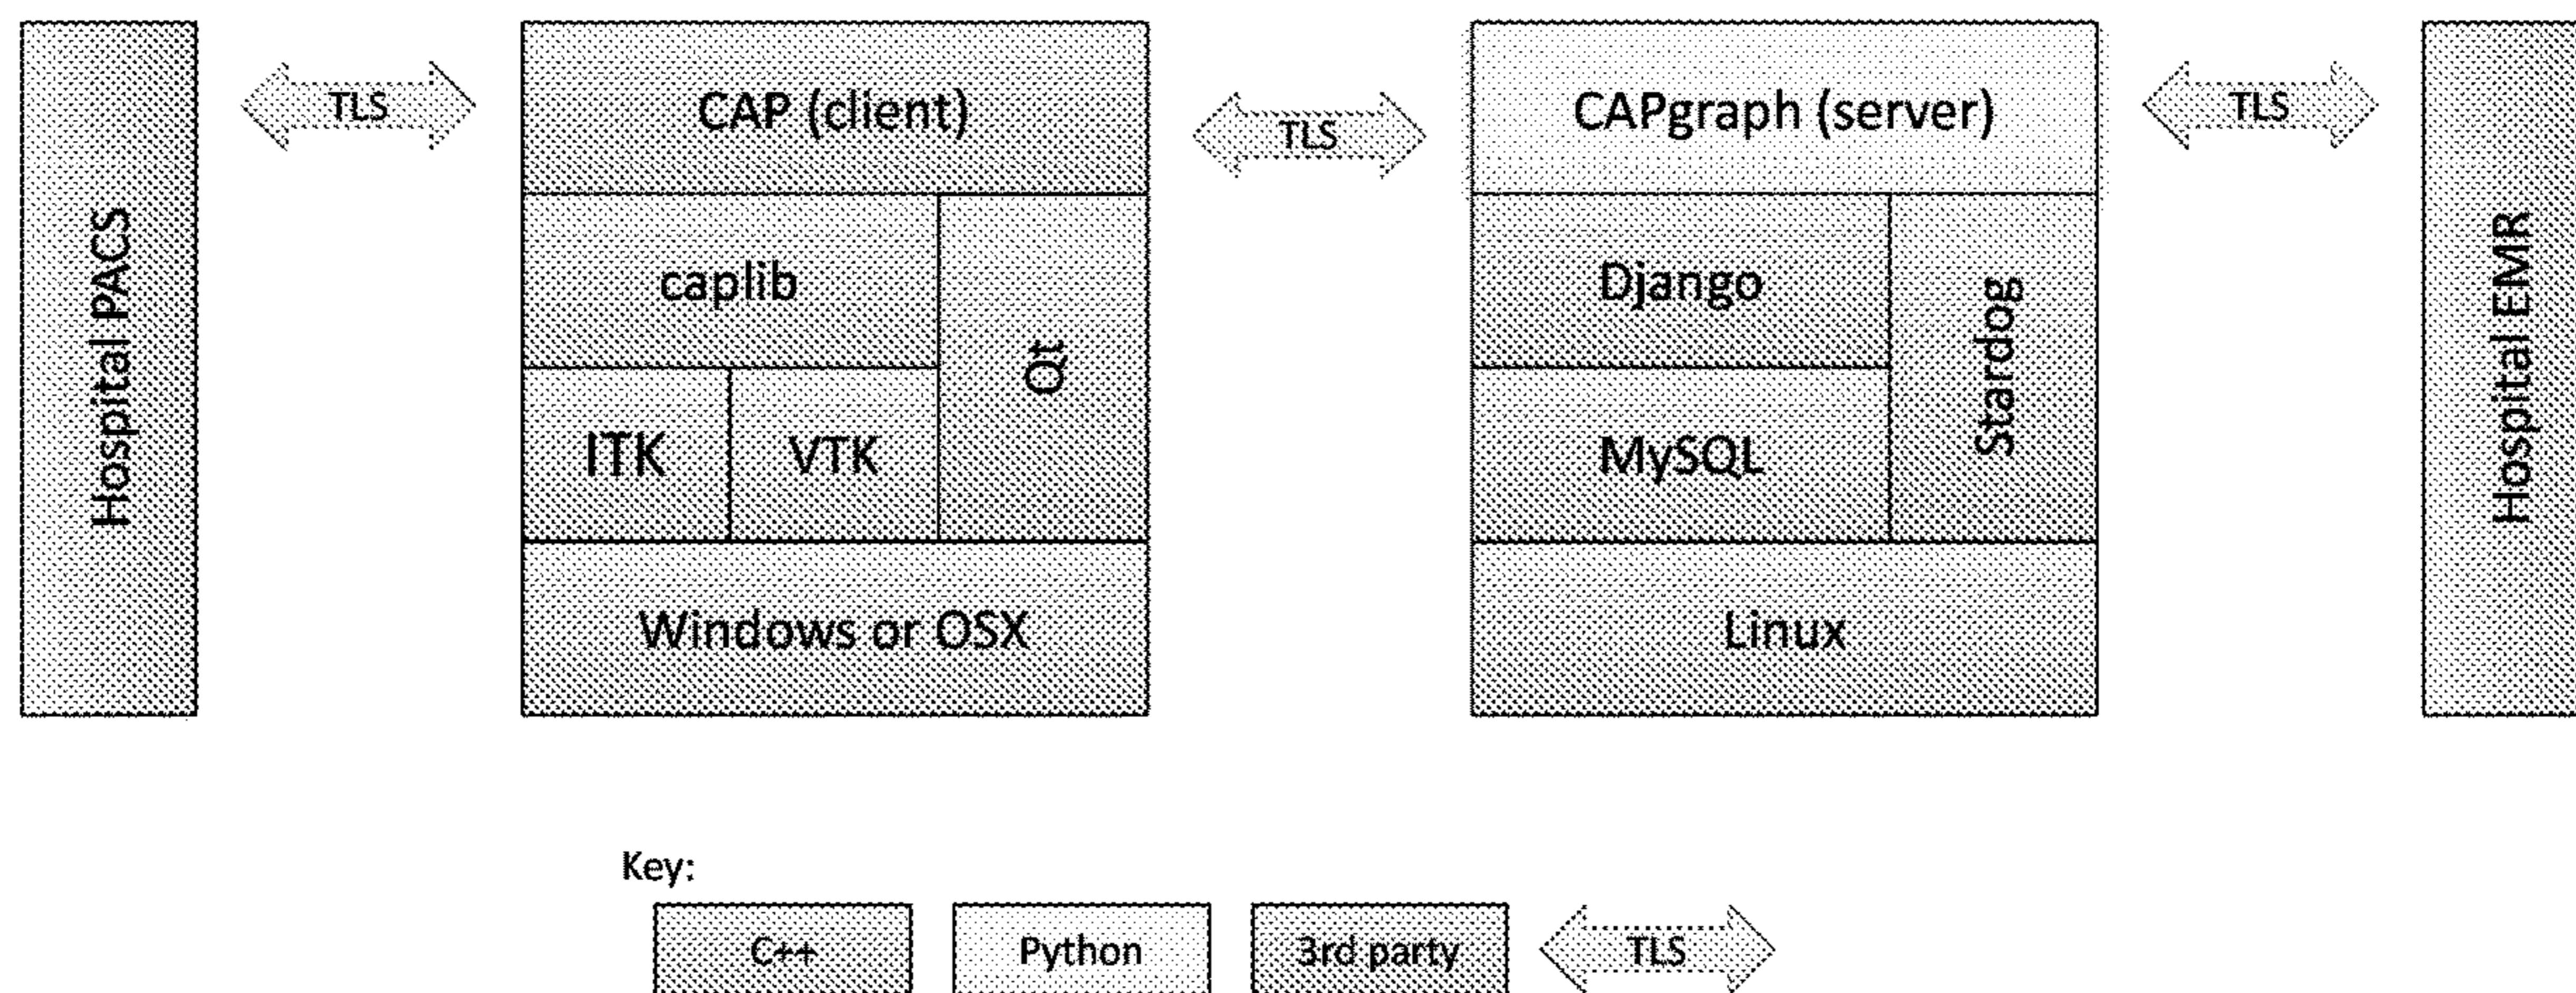 Hospital PACS
TLS
CAP (client)
caplib
Qt
ITK
VTK
Windows or OSX
TLS
CAPgraph (server)
Django
Stardog
MySQL
Linux
TLS
Hospital EMR
Key:
C++
Python
3rd party
TLS